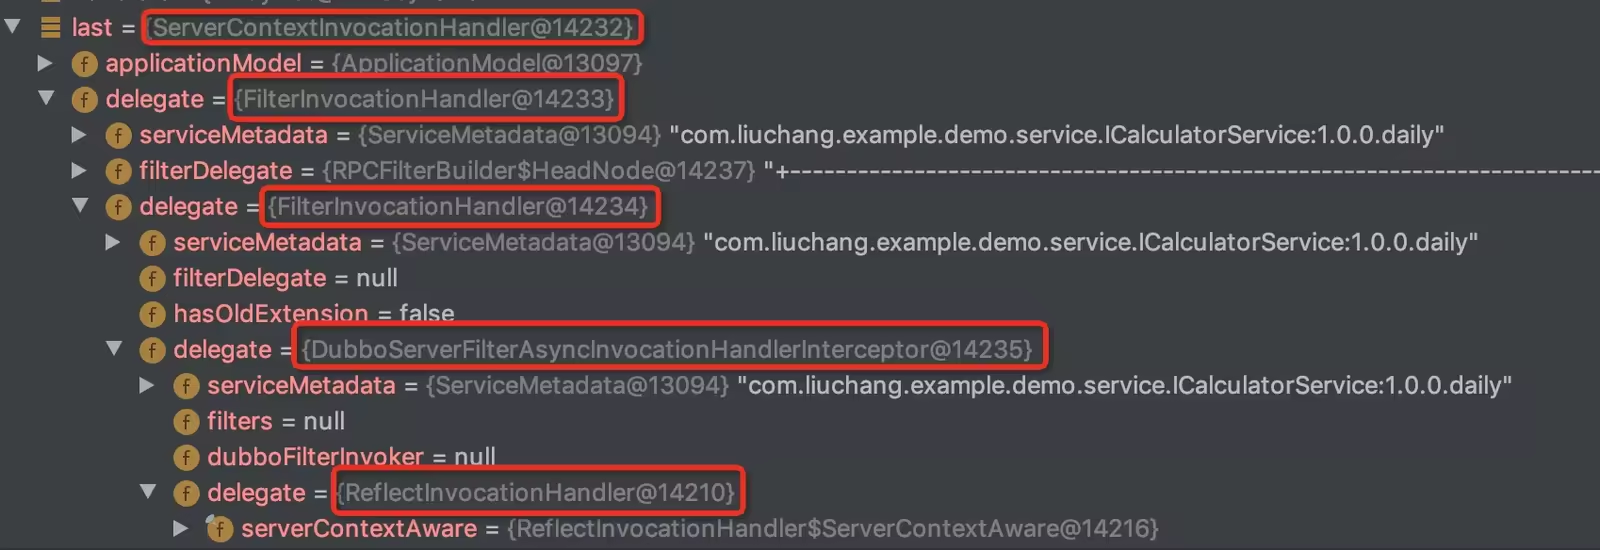 last = {ServerContextInvocationHandler@14232}
f applicationModel = {ApplicationModel@13097}
f delegate = {FilterInvocationHandler@14233}
f serviceMetadata = {ServiceMetadata@13094} "com.liuchang.example.demo.service.ICalculatorService:1.0.0.daily"
f filterDelegate = {RPCFilterBuilder$HeadNode@14237} "+------------------------------------------------------------------------
f delegate = {FilterInvocationHandler@14234}
f serviceMetadata = {ServiceMetadata@13094} "com.liuchang.example.demo.service.ICalculatorService:1.0.0.daily"
f filterDelegate = null
f hasOldExtension = false
f delegate = {DubboServerFilterAsyncInvocationHandlerInterceptor@14235}
f serviceMetadata = {ServiceMetadata@13094} "com.liuchang.example.demo.service.ICalculatorService:1.0.0.daily"
f filters = null
f dubboFilterInvoker = null
f delegate = {ReflectInvocationHandler@14210}
f serverContextAware = {ReflectInvocationHandler$ServerContextAware@14216}